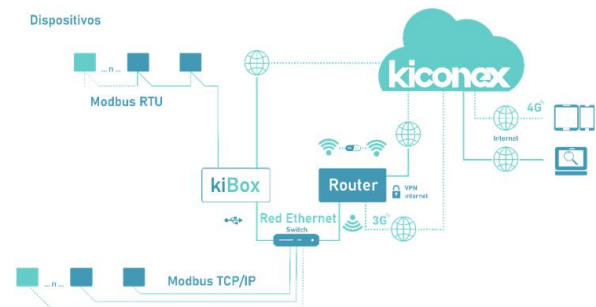 Dispositivos
kiconex
...n...
Modbus RTU
4G
Internet
kiBox
Router
VPN
internet
Red Ethernet
Switch
3G
...n...
Modbus TCP/IP